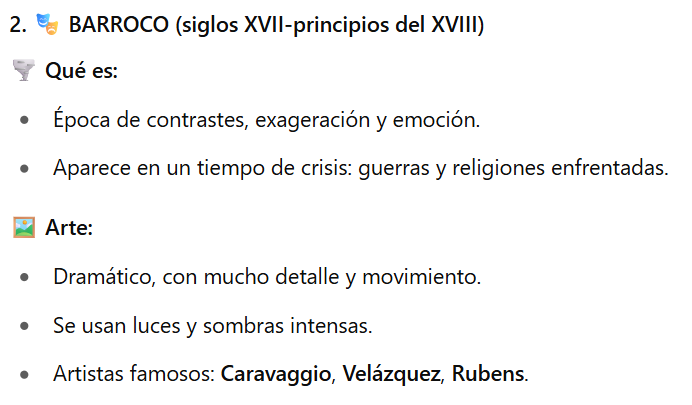 2. 🎭 BARROCO (siglos XVII-principios del XVIII)
🌪️ Qué es:
• Época de contrastes, exageración y emoción.
• Aparece en un tiempo de crisis: guerras y religiones enfrentadas.
🖼️ Arte:
• Dramático, con mucho detalle y movimiento.
• Se usan luces y sombras intensas.
• Artistas famosos: Caravaggio, Velázquez, Rubens.